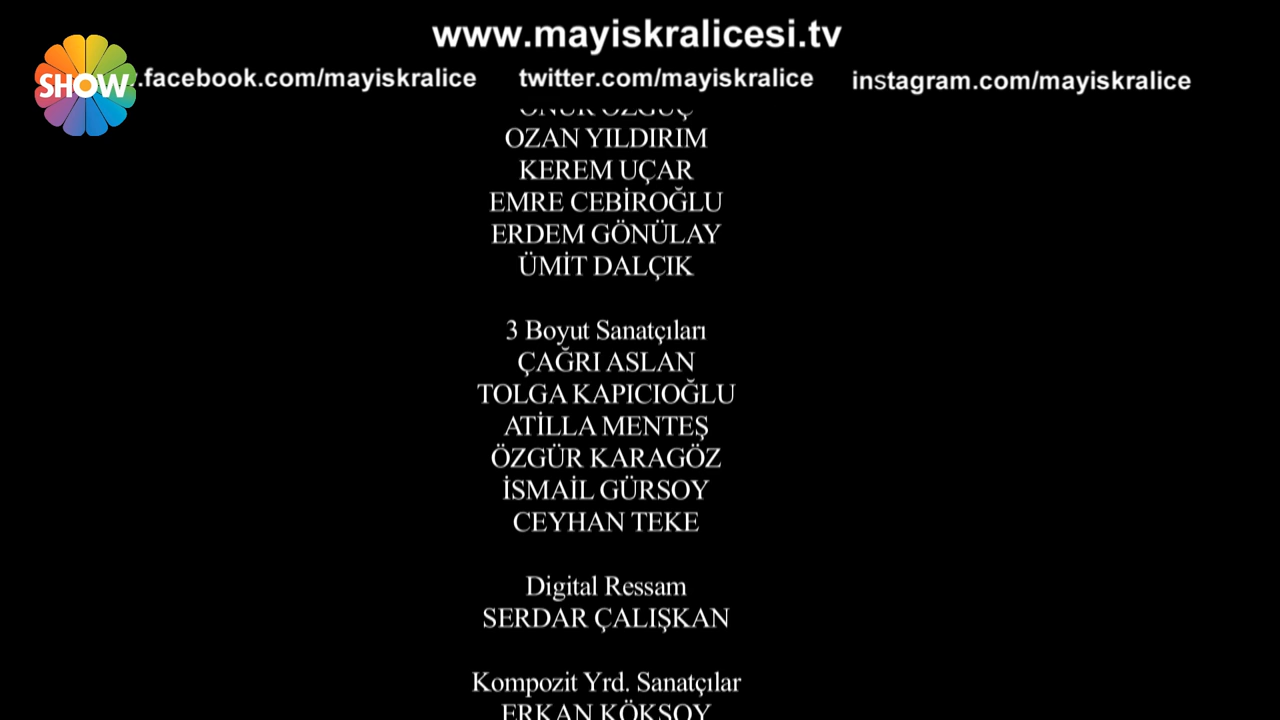 www.mayiskralicesi.tv
SHOW .facebook.com/mayiskralice twitter.com/mayiskralice instagram.com/mayiskralice
OZAN YILDIRIM
KEREM UÇAR
EMRE CEBİROĞLU
ERDEM GÖNÜLAY
ÜMİT DALÇIK
3 Boyut Sanatçıları
ÇAĞRI ASLAN
TOLGA KAPICIOĞLU
ATİLLA MENTEŞ
ÖZGÜR KARAGÖZ
İSMAİL GÜRSOY
CEYHAN TEKE
Digital Ressam
SERDAR ÇALIŞKAN
Kompozit Yrd. Sanatçılar
ERKAN KÖKSOY